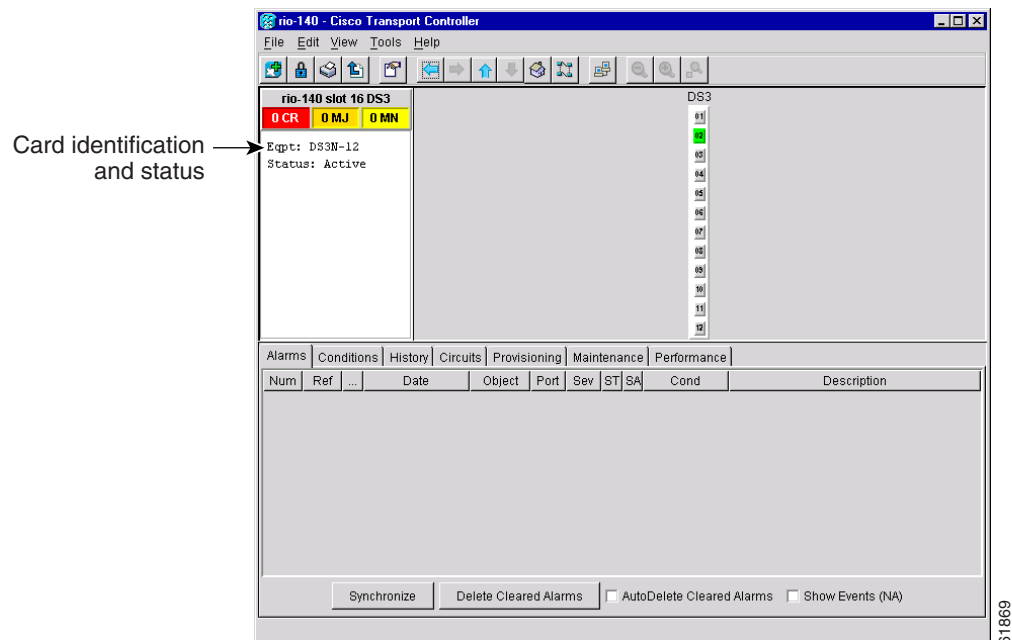 rio-140 - Cisco Transport Controller
File Edit View Tools Help
rio-140 slot 16 DS3
0 CR 0 MJ 0 MN
Eqpt: DS3N-12
Status: Active
Card identification
and status
DS3
01
02
03
04
05
06
07
08
09
10
11
12
Alarms Conditions History Circuits Provisioning Maintenance Performance
Num Ref ... Date Object Port Sev ST SA Cond Description
Synchronize Delete Cleared Alarms AutoDelete Cleared Alarms Show Events (NA)
61869